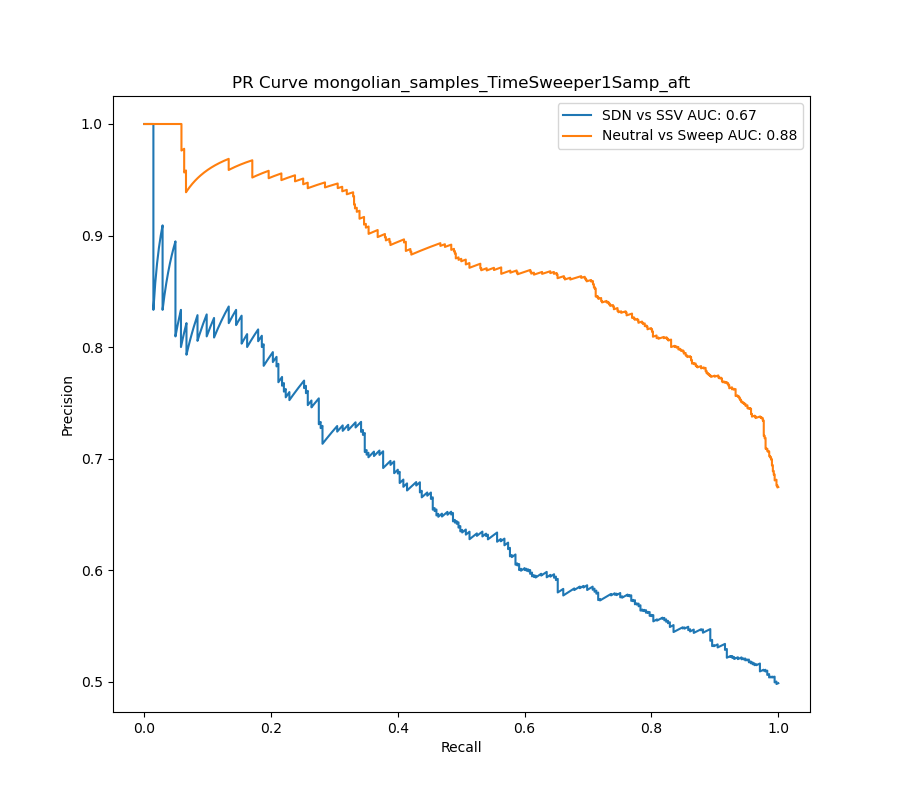 PR Curve mongolian_samples_TimeSweeper1Samp_aft
SDN vs SSV AUC: 0.67
Neutral vs Sweep AUC: 0.88
1.0
0.9
0.8
0.7
0.6
0.5
Precision
0.0 0.2 0.4 0.6 0.8 1.0
Recall